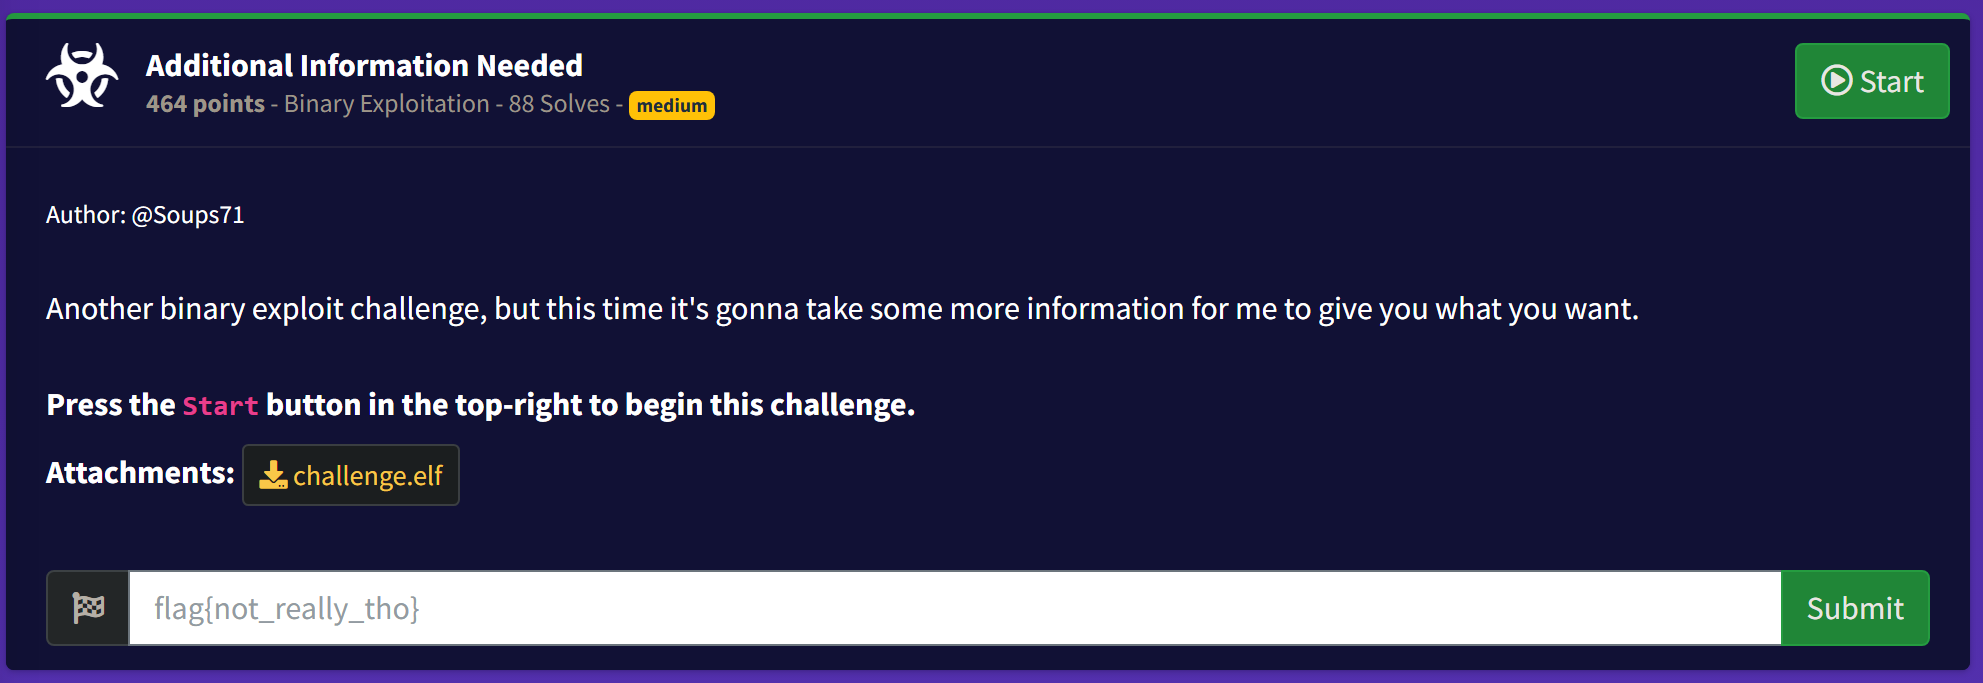 Additional Information Needed
464 points - Binary Exploitation - 88 Solves - medium
Start
Author: @Soups71
Another binary exploit challenge, but this time it's gonna take some more information for me to give you what you want.
Press the Start button in the top-right to begin this challenge.
Attachments: challenge.elf
flag{not_really_tho}
Submit